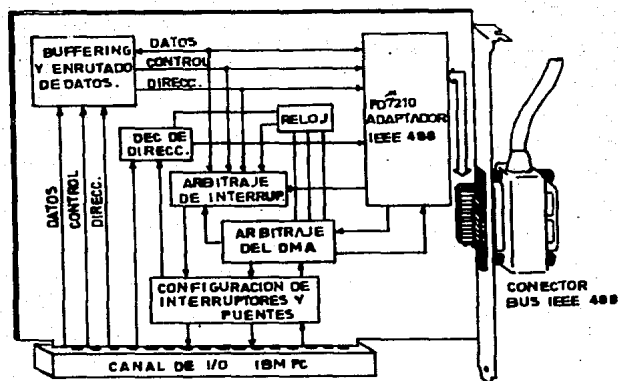 BUFFERING
Y ENRUTADO
DE DATOS.
DATOS
CONTROL
DIRECC.
DATOS
CONTROL
DIRECC.
DEC DE
DIRECC.
RELOJ
μPD7210
ADAPTADOR
IEEE 488
ARBITRAJE
DE INTERRUP.
ARBITRAJE
DEL DMA
CONFIGURACION DE
INTERRUPTORES Y
PUENTES
CANAL DE I/O IBM PC
CONECTOR
BUS IEEE 488